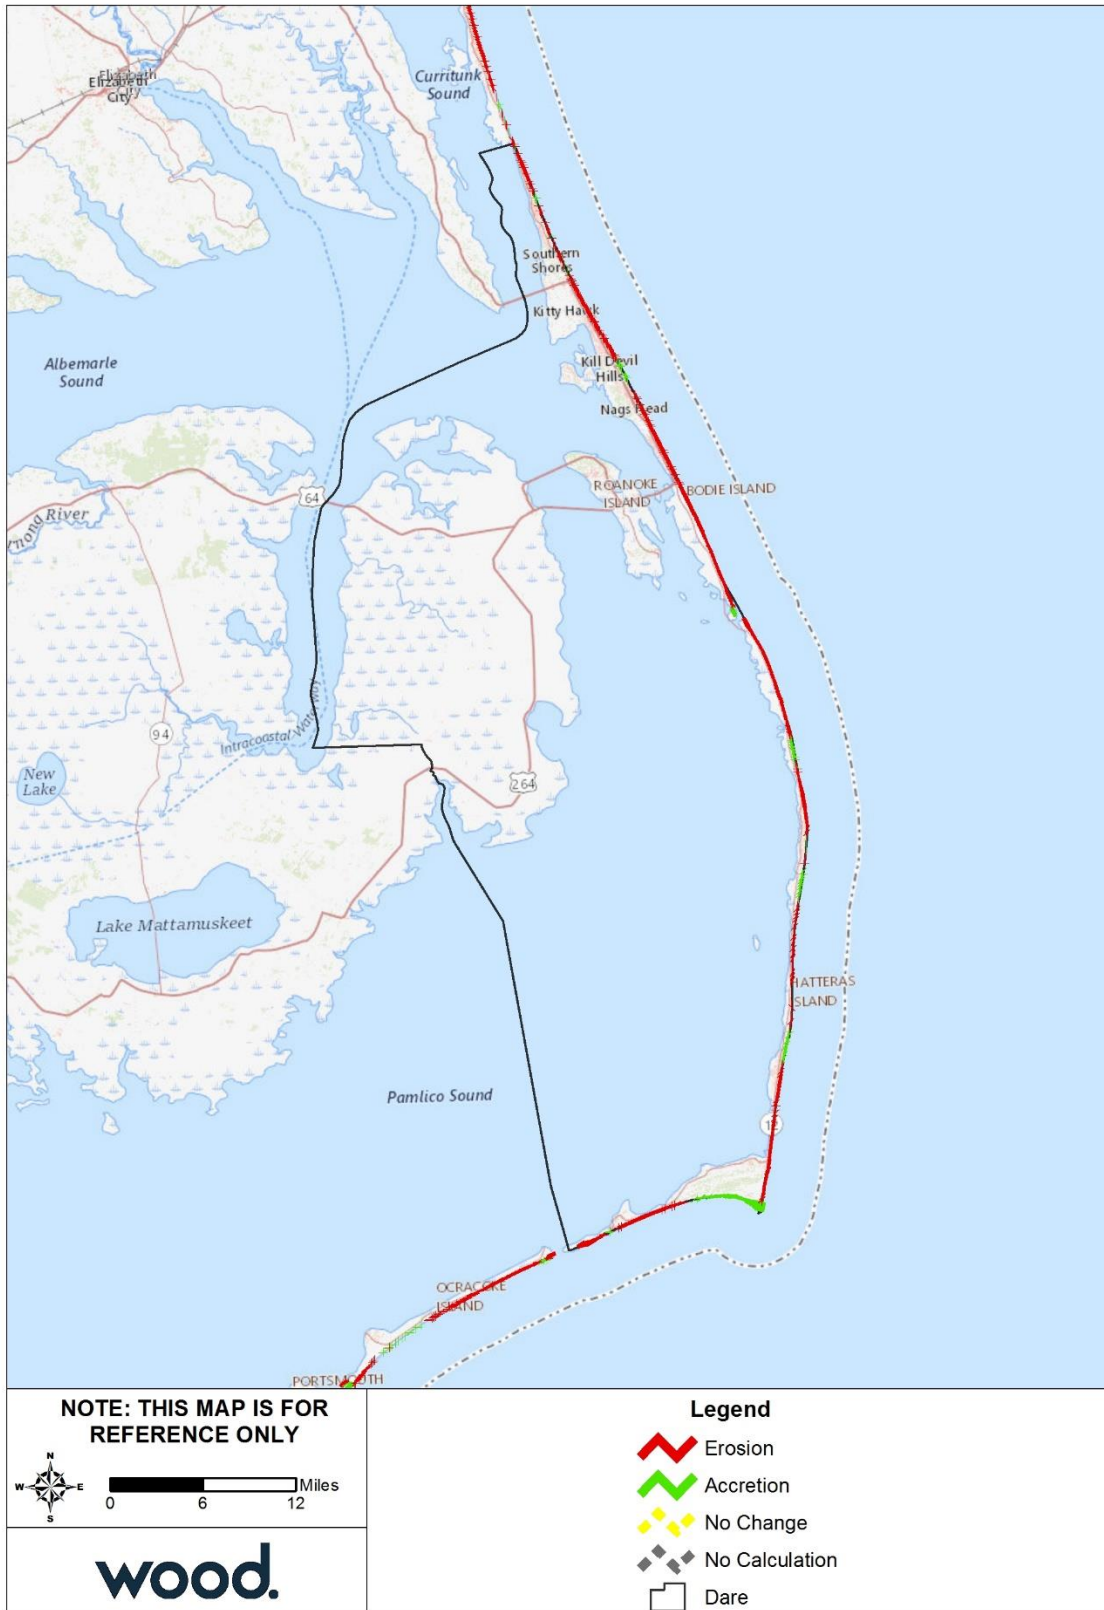 Currituck
Sound
Elizabeth
City
Elizabeth
City
Southern
Shores
Kitty Hawk
Albemarle
Sound
Kill Devil
Hills
Nags Head
ROANOKE
ISLAND
BODIE ISLAND
64
River
94
Intracoastal Waterway
New
Lake
264
Lake Mattamuskeet
HATTERAS
ISLAND
Pamlico Sound
12
OCRACOKE
ISLAND
PORTSMOUTH
NOTE: THIS MAP IS FOR
REFERENCE ONLY
N
W E
S
Miles
0 6 12
wood.
Legend
Erosion
Accretion
No Change
No Calculation
Dare